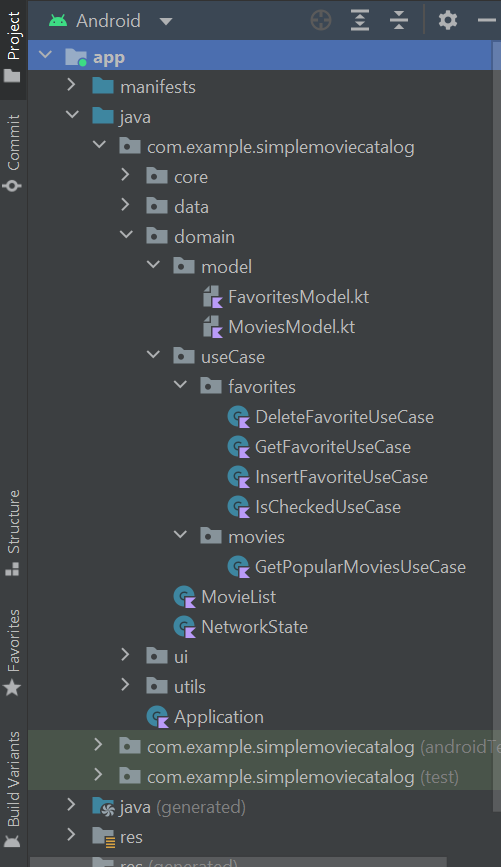 Android
Project
Commit
Structure
Favorites
Build Variants
app
manifests
java
com.example.simplemoviecatalog
core
data
domain
model
FavoritesModel.kt
MoviesModel.kt
useCase
favorites
DeleteFavoriteUseCase
GetFavoriteUseCase
InsertFavoriteUseCase
IsCheckedUseCase
movies
GetPopularMoviesUseCase
MovieList
NetworkState
ui
utils
Application
com.example.simplemoviecatalog (androidTe
com.example.simplemoviecatalog (test)
java (generated)
res
res (generated)